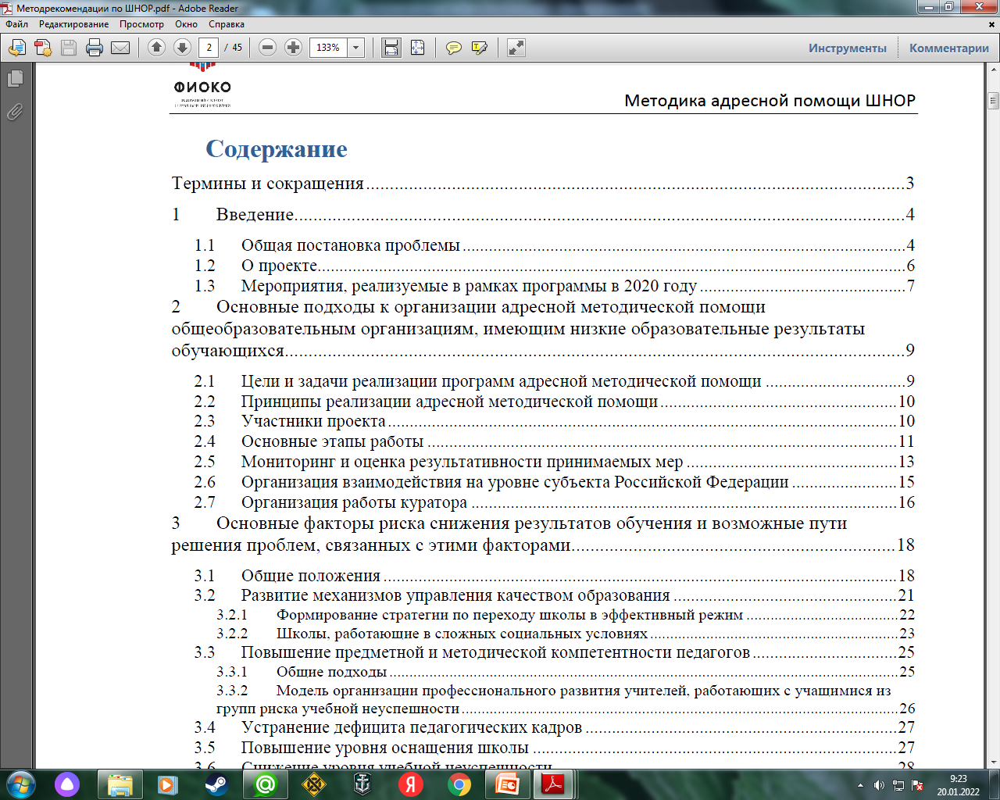 Методрекомендации по ШНОР.pdf - Adobe Reader
Файл Редактирование Просмотр Окно Справка
2 / 45 133% Инструменты Комментарии
ФИОКО
Методика адресной помощи ШНОР
Содержание
Термины и сокращения 3
1 Введение 4
1.1 Общая постановка проблемы 4
1.2 О проекте 6
1.3 Мероприятия, реализуемые в рамках программы в 2020 году 7
2 Основные подходы к организации адресной методической помощи
общеобразовательным организациям, имеющим низкие образовательные результаты
обучающихся 9
2.1 Цели и задачи реализации программ адресной методической помощи 9
2.2 Принципы реализации адресной методической помощи 10
2.3 Участники проекта 10
2.4 Основные этапы работы 11
2.5 Мониторинг и оценка результативности принимаемых мер 13
2.6 Организация взаимодействия на уровне субъекта Российской Федерации 15
2.7 Организация работы куратора 16
3 Основные факторы риска снижения результатов обучения и возможные пути
решения проблем, связанных с этими факторами 18
3.1 Общие положения 18
3.2 Развитие механизмов управления качеством образования 21
3.2.1 Формирование стратегии по переходу школы в эффективный режим 22
3.2.2 Школы, работающие в сложных социальных условиях 23
3.3 Повышение предметной и методической компетентности педагогов 25
3.3.1 Общие подходы 25
3.3.2 Модель организации профессионального развития учителей, работающих с учащимися из
групп риска учебной неуспешности 26
3.4 Устранение дефицита педагогических кадров 27
3.5 Повышение уровня оснащения школы 27
3.6 Снижение уровня учебной неуспешности 28
9:23
20.01.2022